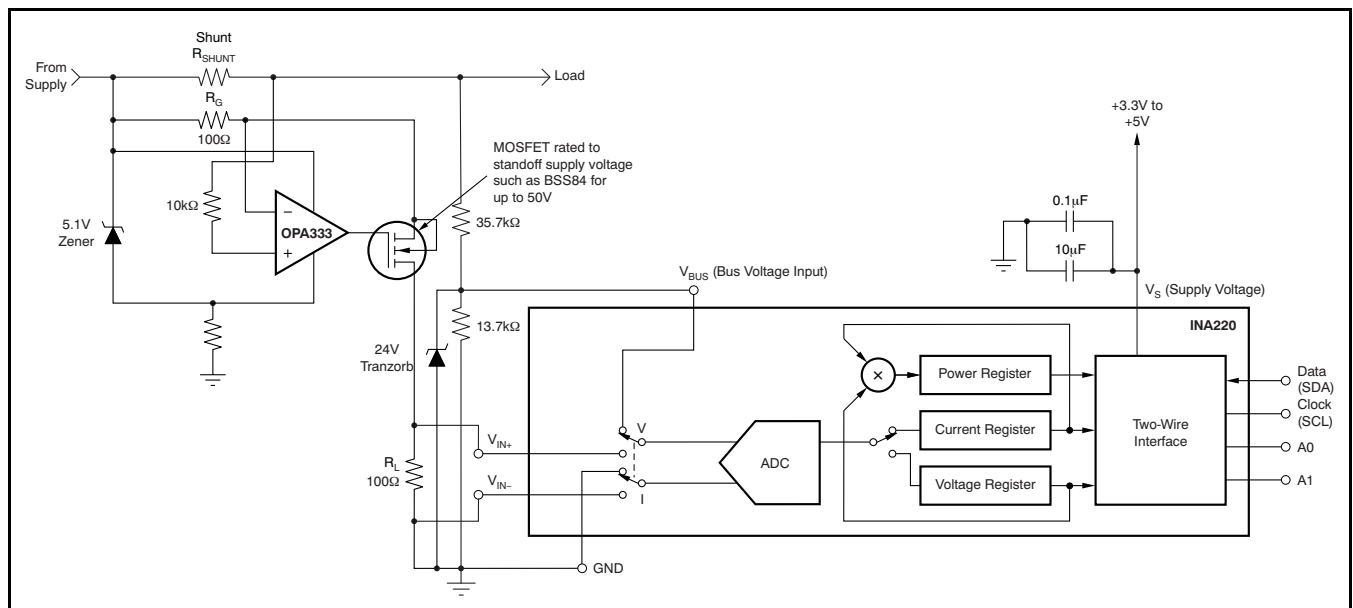 Shunt
R_SHUNT
From
Supply
Load
R_G
100Ω
MOSFET rated to
standoff supply voltage
such as BSS84 for
up to 50V
10kΩ
−
OPA333
+
5.1V
Zener
35.7kΩ
+3.3V to
+5V
0.1μF
10μF
V_BUS (Bus Voltage Input)
V_S (Supply Voltage)
13.7kΩ
24V
Tranzorb
INA220
×
Power Register
Current Register
Voltage Register
Two-Wire
Interface
Data
(SDA)
Clock
(SCL)
A0
A1
V
I
ADC
V_IN+
V_IN−
R_L
100Ω
GND